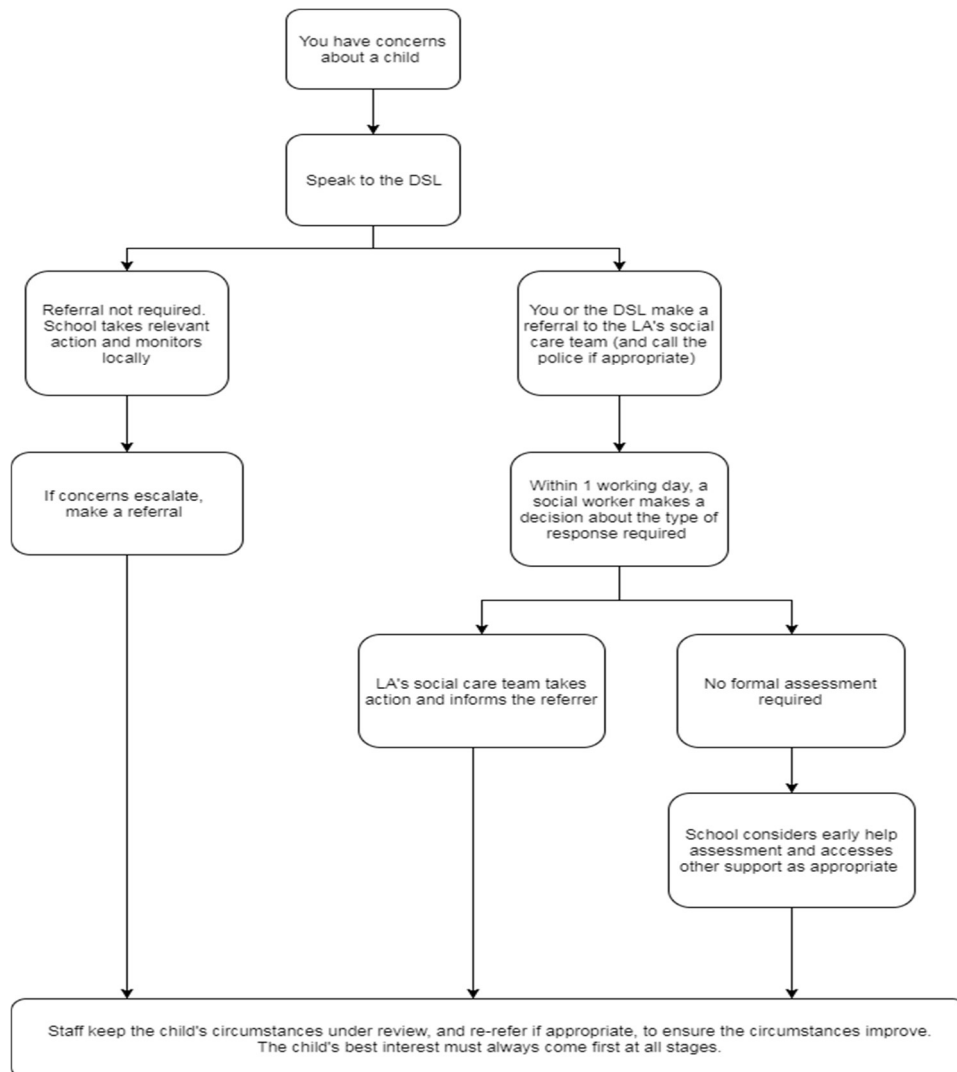 You have concerns
about a child
Speak to the DSL
Referral not required.
School takes relevant
action and monitors
locally
You or the DSL make a
referral to the LA's social
care team (and call the
police if appropriate)
If concerns escalate,
make a referral
Within 1 working day, a
social worker makes a
decision about the type of
response required
LA's social care team takes
action and informs the referrer
No formal assessment
required
School considers early help
assessment and accesses
other support as appropriate
Staff keep the child's circumstances under review, and re-refer if appropriate, to ensure the circumstances improve.
The child's best interest must always come first at all stages.